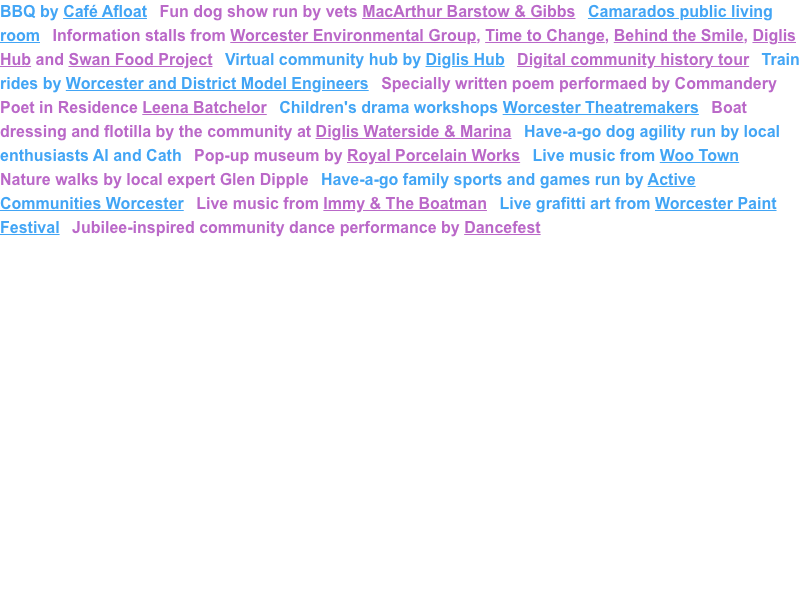 BBQ by Café Afloat Fun dog show run by vets MacArthur Barstow & Gibbs Camarados public living
room Information stalls from Worcester Environmental Group, Time to Change, Behind the Smile, Diglis
Hub and Swan Food Project Virtual community hub by Diglis Hub Digital community history tour Train
rides by Worcester and District Model Engineers Specially written poem performaed by Commandery
Poet in Residence Leena Batchelor Children's drama workshops Worcester Theatremakers Boat
dressing and flotilla by the community at Diglis Waterside & Marina Have-a-go dog agility run by local
enthusiasts Al and Cath Pop-up museum by Royal Porcelain Works Live music from Woo Town
Nature walks by local expert Glen Dipple Have-a-go family sports and games run by Active
Communities Worcester Live music from Immy & The Boatman Live grafitti art from Worcester Paint
Festival Jubilee-inspired community dance performance by Dancefest